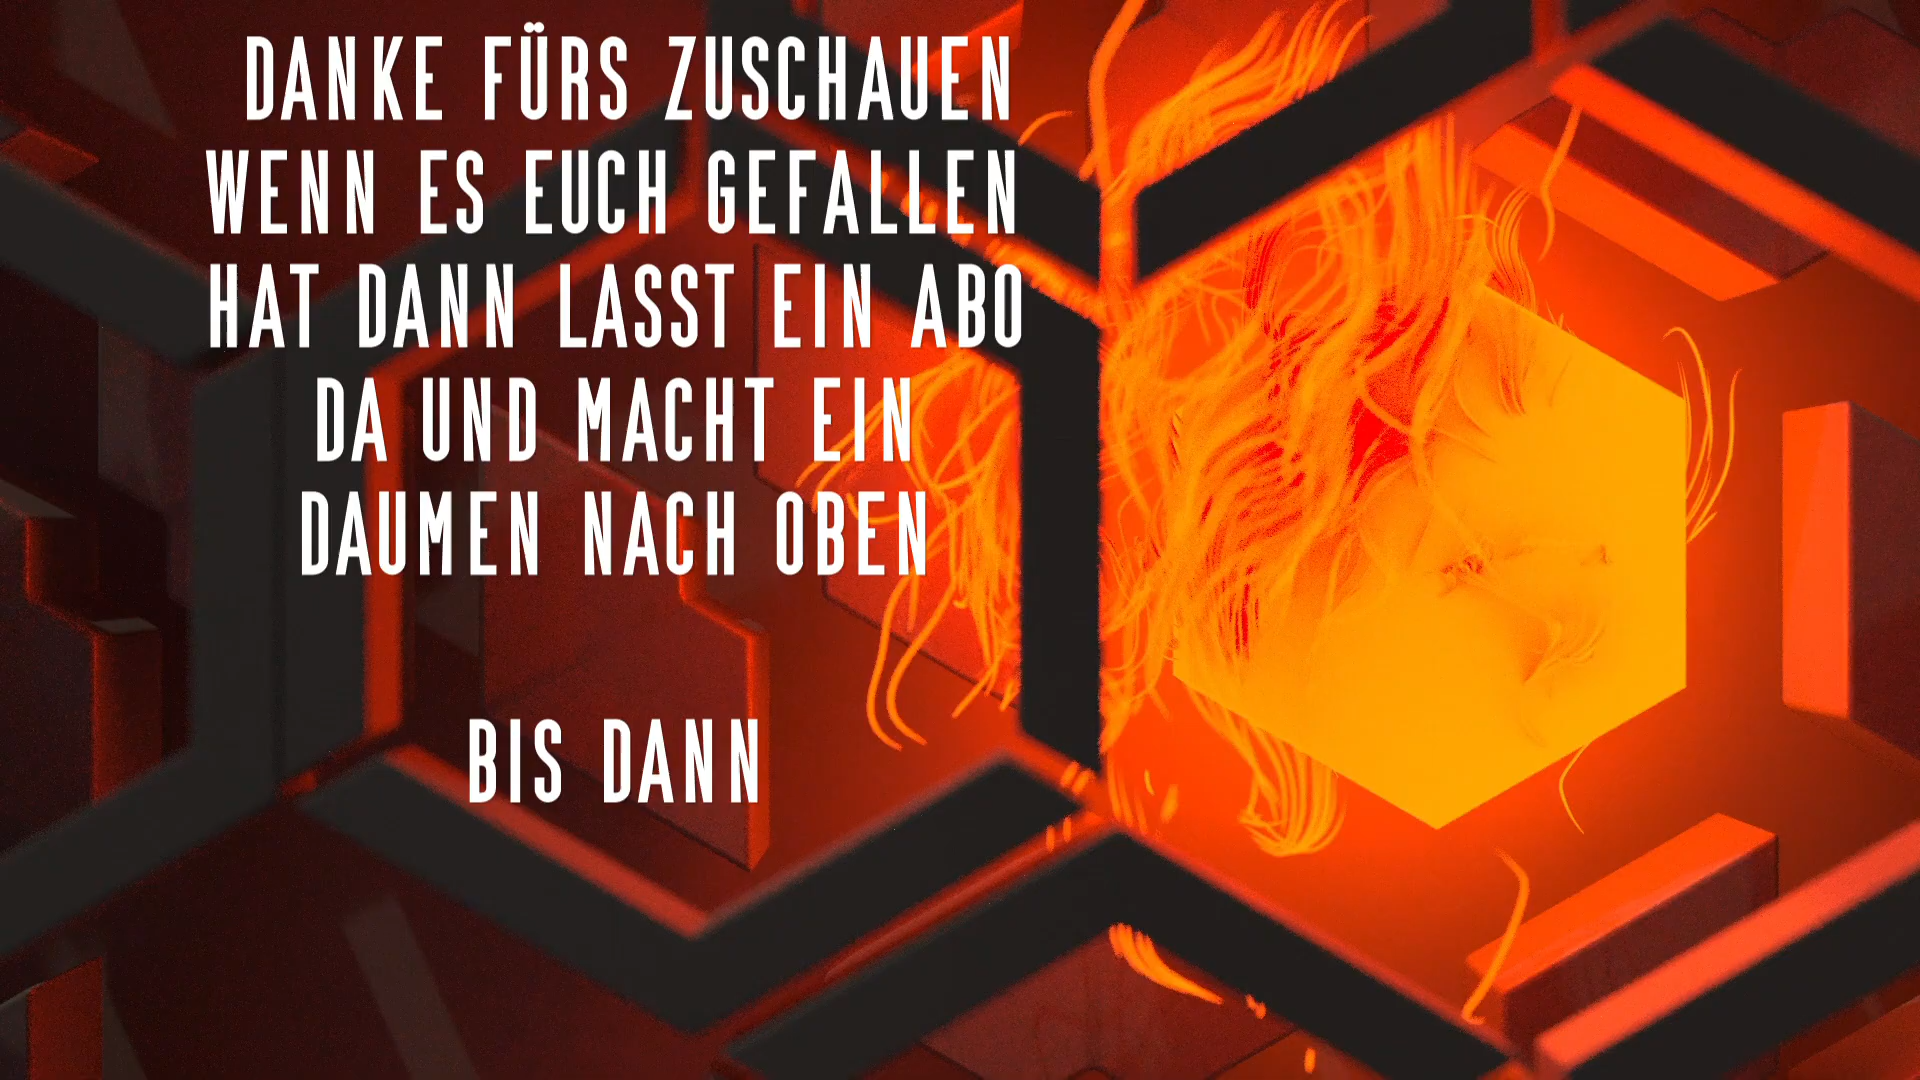 DANKE FÜRS ZUSCHAUEN
WENN ES EUCH GEFALLEN
HAT DANN LASST EIN ABO
DA UND MACHT EIN
DAUMEN NACH OBEN
BIS DANN